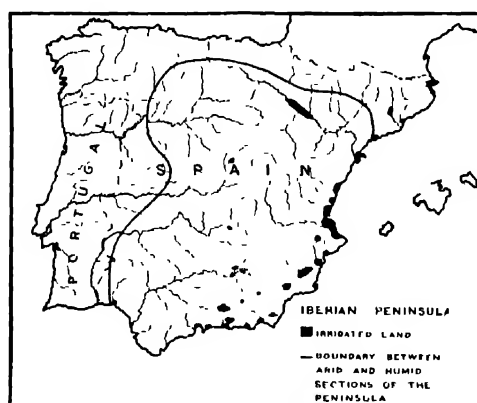 SPAIN
PORTUGAL
IBERIAN PENINSULA
IRRIGATED LAND
BOUNDARY BETWEEN
ARID AND HUMID
SECTIONS OF THE
PENINSULA